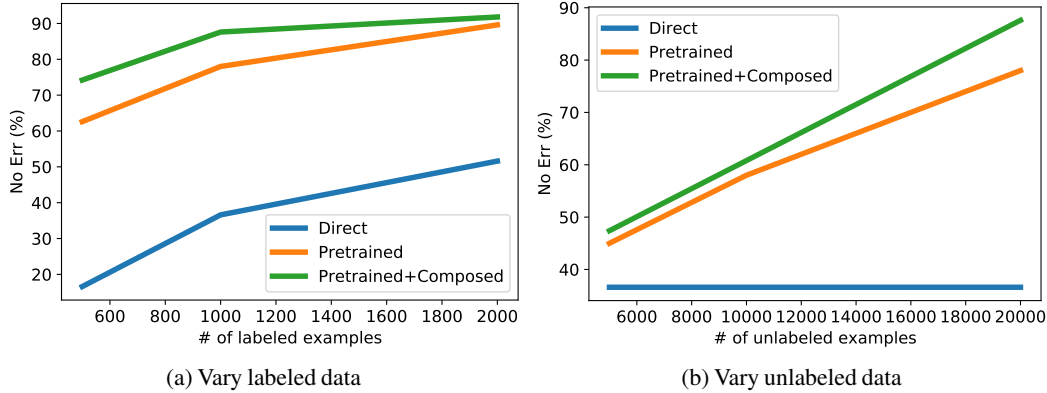 90
80
70
60
50
40
30
20
No Err (%)
Direct
Pretrained
Pretrained+Composed
600 800 1000 1200 1400 1600 1800 2000
# of labeled examples
(a) Vary labeled data
90
80
70
60
50
40
No Err (%)
Direct
Pretrained
Pretrained+Composed
6000 8000 10000 12000 14000 16000 18000 20000
# of unlabeled examples
(b) Vary unlabeled data